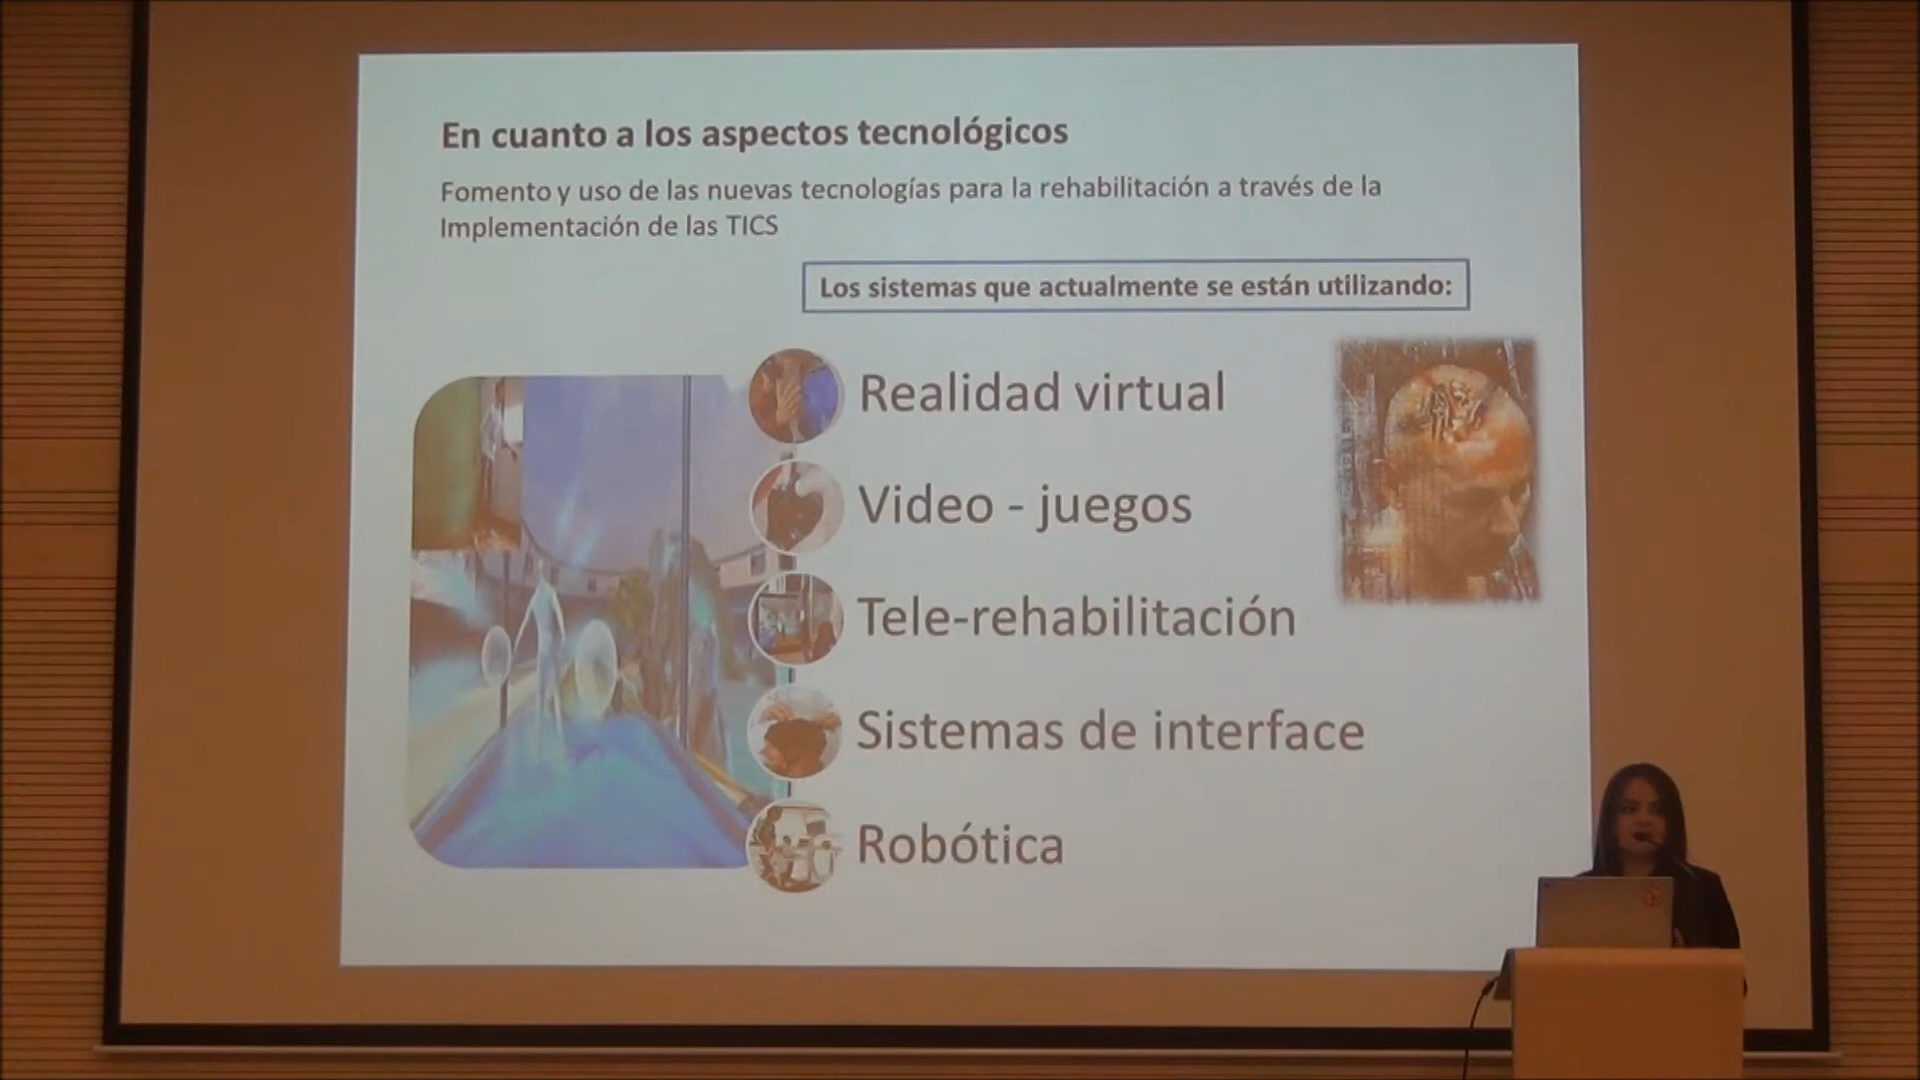 En cuanto a los aspectos tecnológicos
Fomento y uso de las nuevas tecnologías para la rehabilitación a través de la
Implementación de las TICS
Los sistemas que actualmente se están utilizando:
Realidad virtual
Video - juegos
Tele-rehabilitación
Sistemas de interface
Robótica